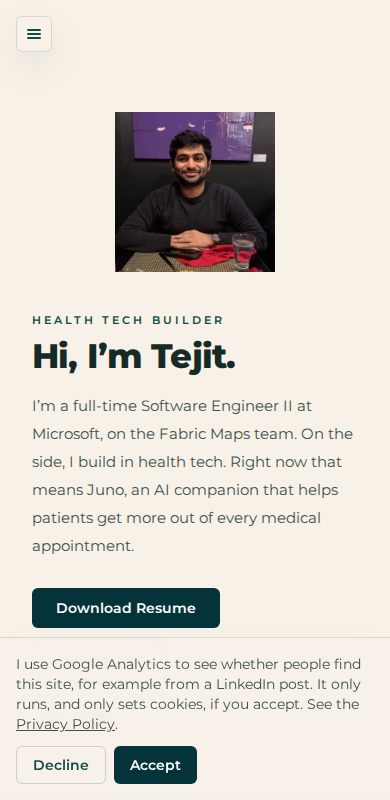 HEALTH TECH BUILDER
Hi, I’m Tejit.
I’m a full-time Software Engineer II at
Microsoft, on the Fabric Maps team. On the
side, I build in health tech. Right now that
means Juno, an AI companion that helps
patients get more out of every medical
appointment.
Download Resume
I use Google Analytics to see whether people find
this site, for example from a LinkedIn post. It only
runs, and only sets cookies, if you accept. See the
Privacy Policy.
Decline
Accept